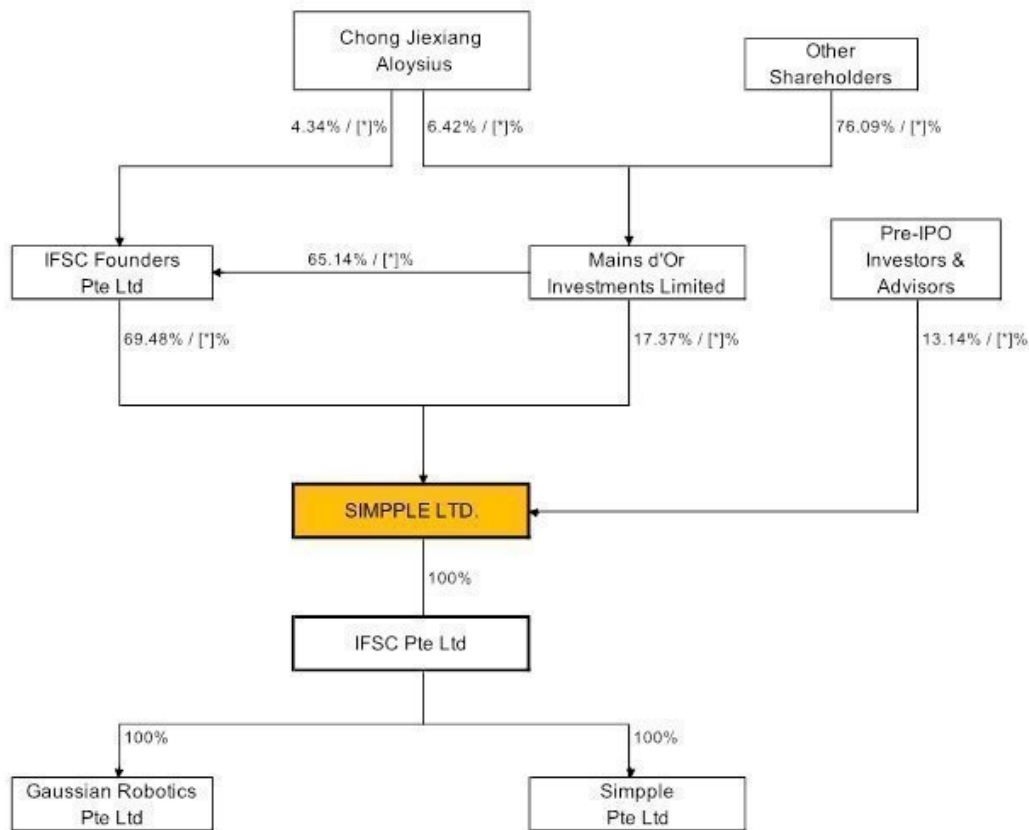 Chong Jiexiang
Aloysius
Other
Shareholders
4.34% / [*]%
6.42% / [*]%
76.09% / [*]%
IFSC Founders
Pte Ltd
65.14% / [*]%
Mains d'Or
Investments Limited
Pre-IPO
Investors &
Advisors
69.48% / [*]%
17.37% / [*]%
13.14% / [*]%
SIMPPLE LTD.
100%
IFSC Pte Ltd
100%
100%
Gaussian Robotics
Pte Ltd
Simpple
Pte Ltd